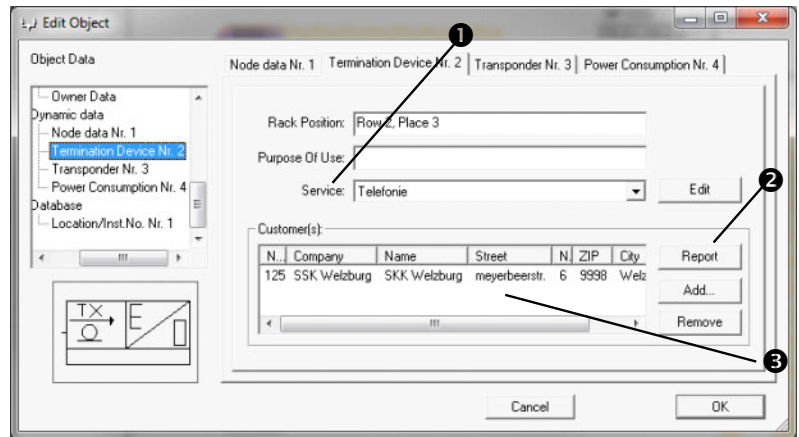 Edit Object
❶
Object Data
Node data Nr. 1 Termination Device Nr. 2 Transponder Nr. 3 Power Consumption Nr. 4
Owner Data
Dynamic data
Node data Nr. 1
Termination Device Nr. 2
Transponder Nr. 3
Power Consumption Nr. 4
Database
Location/Inst.No. Nr. 1
Rack Position: Row 2, Place 3
Purpose Of Use:
Service: Telefonie Edit
❷
Customer(s):
N... Company Name Street N. ZIP City Report
125 SSK Welzburg SKK Welzburg meyerbeerstr. 6 9998 Welz
Add...
Remove
TX E
❸
Cancel OK